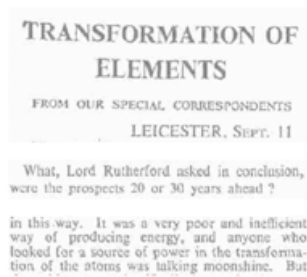 TRANSFORMATION OF
ELEMENTS
FROM OUR SPECIAL CORRESPONDENTS
LEICESTER, SEPT. 11
What, Lord Rutherford asked in conclusion,
were the prospects 20 or 30 years ahead ?
in this way. It was a very poor and inefficient
way of producing energy, and anyone who
looked for a source of power in the transforma-
tion of the atoms was talking moonshine. But